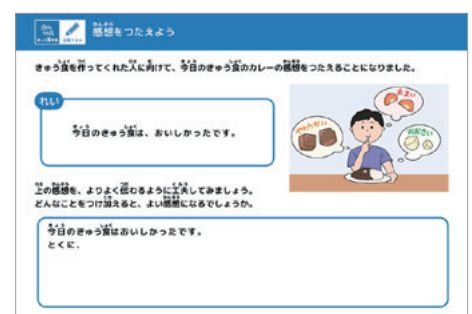 感想をつたえよう
きゅう食を作ってくれた人に向けて、今日のきゅう食のカレーの感想をつたえることになりました。
れい
今日のきゅう食は、おいしかったです。
やわらかい
あまい
おおきい
上の感想を、よりよく伝わるように工夫してみましょう。
どんなことをつけ加えると、よい感想になるでしょうか。
今日のきゅう食はおいしかったです。
とくに、